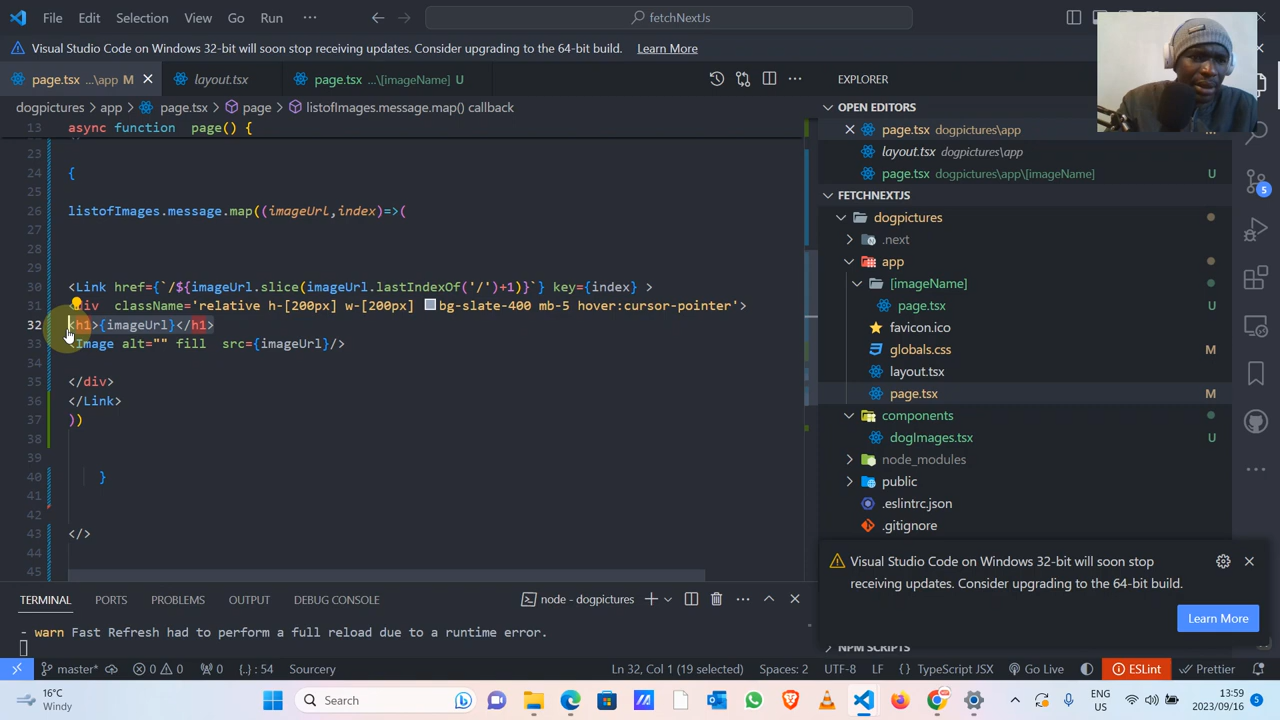 File Edit Selection View Go Run ··· fetchNextJs
Visual Studio Code on Windows 32-bit will soon stop receiving updates. Consider upgrading to the 64-bit build. Learn More
page.tsx ...\app M layout.tsx page.tsx ...\[imageName] U
EXPLORER
dogpictures > app > page.tsx > page > listofImages.message.map() callback
OPEN EDITORS
page.tsx dogpictures\app
layout.tsx dogpictures\app
page.tsx dogpictures\app\[imageName] U
FETCHNEXTJS
dogpictures
.next
app
[imageName]
page.tsx U
favicon.ico
globals.css M
layout.tsx
page.tsx M
components
dogImages.tsx U
node_modules
public
.eslintrc.json
.gitignore
13 async function page() {
23
24 {
25
26 listofImages.message.map((imageUrl,index)=>(
27
28
29
30 <Link href={`/${imageUrl.slice(imageUrl.lastIndexOf('/')+1)}`} key={index} >
31 div className='relative h-[200px] w-[200px] bg-slate-400 mb-5 hover:cursor-pointer'>
32 <h1>{imageUrl}</h1>
33 <Image alt="" fill src={imageUrl}/>
34
35 </div>
36 </Link>
37 ))
38
39
40 }
41
42
43 </>
44
45
Visual Studio Code on Windows 32-bit will soon stop receiving updates. Consider upgrading to the 64-bit build.
Learn More
NPM SCRIPTS
TERMINAL PORTS PROBLEMS OUTPUT DEBUG CONSOLE node - dogpictures
- warn Fast Refresh had to perform a full reload due to a runtime error.
master* 0 0 0 {..} : 54 Sourcery Ln 32, Col 1 (19 selected) Spaces: 2 UTF-8 LF {} TypeScript JSX Go Live ESLint Prettier
5
16°C
Windy
Search
ENG
US
13:59
2023/09/16